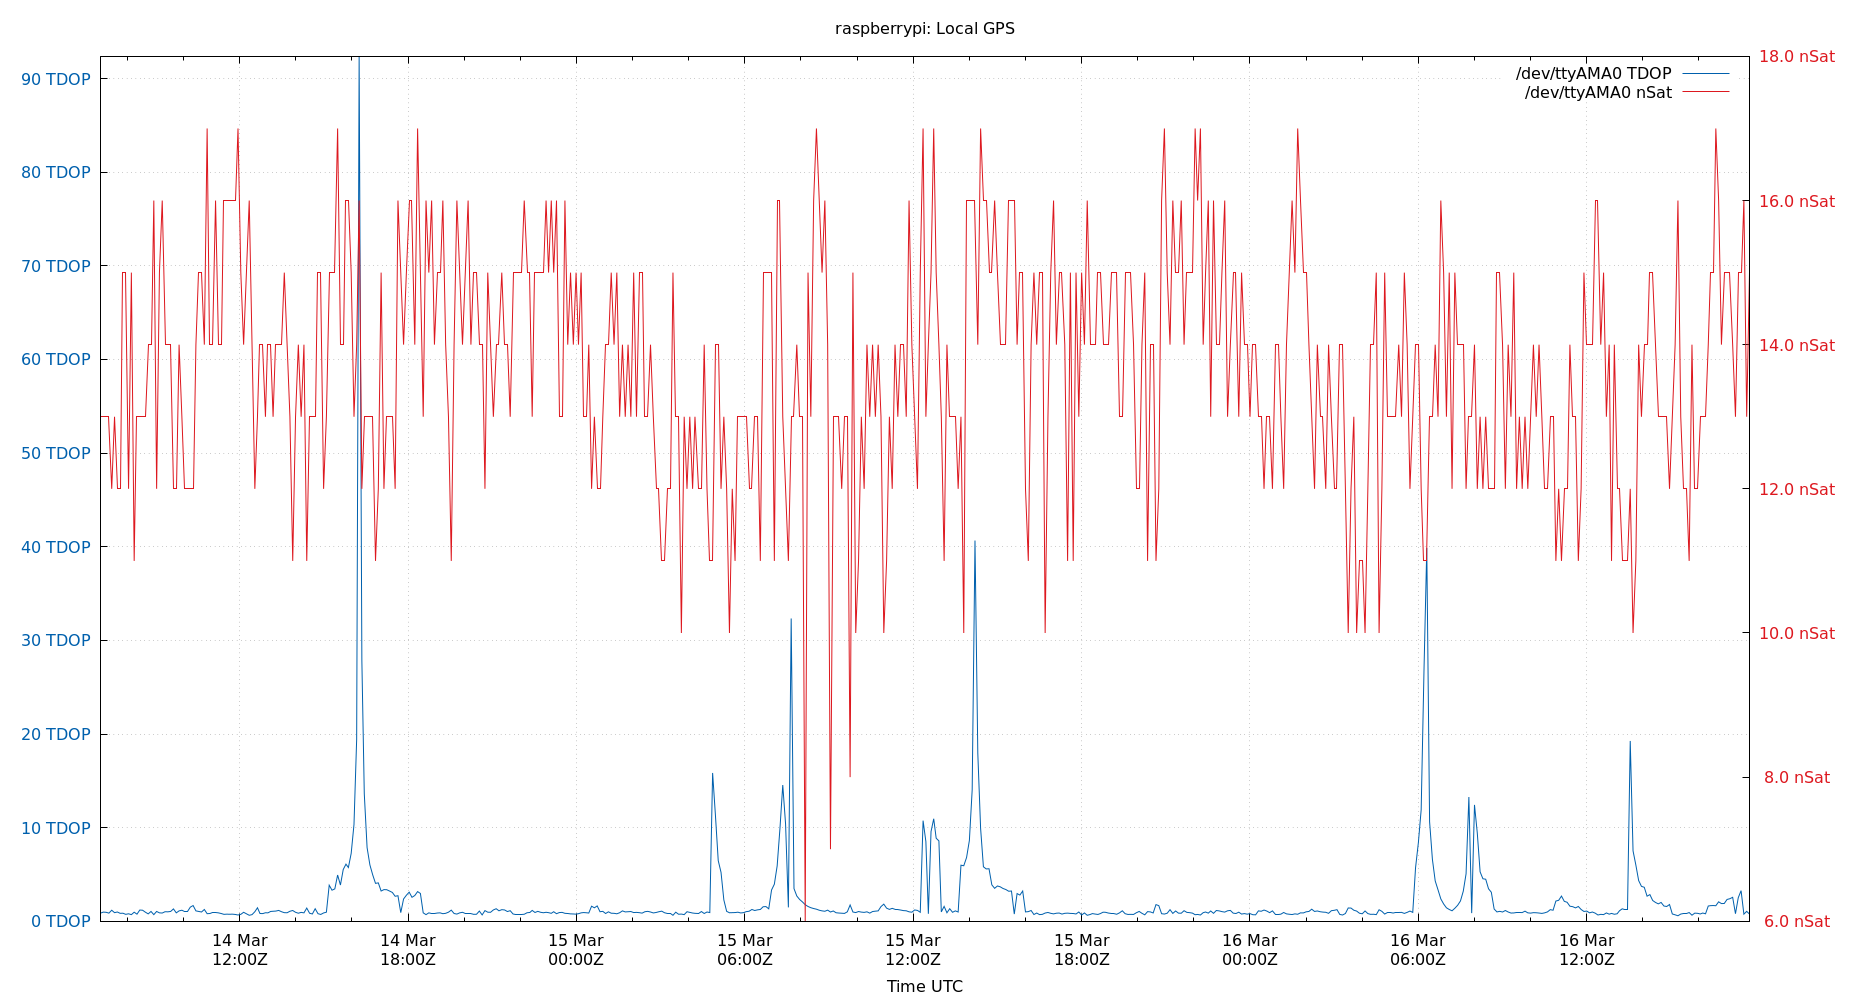 raspberrypi: Local GPS
/dev/ttyAMA0 TDOP
/dev/ttyAMA0 nSat
90 TDOP
80 TDOP
70 TDOP
60 TDOP
50 TDOP
40 TDOP
30 TDOP
20 TDOP
10 TDOP
0 TDOP
18.0 nSat
16.0 nSat
14.0 nSat
12.0 nSat
10.0 nSat
8.0 nSat
6.0 nSat
14 Mar 14 Mar 15 Mar 15 Mar 15 Mar 15 Mar 16 Mar 16 Mar 16 Mar
12:00Z 18:00Z 00:00Z 06:00Z 12:00Z 18:00Z 00:00Z 06:00Z 12:00Z
Time UTC